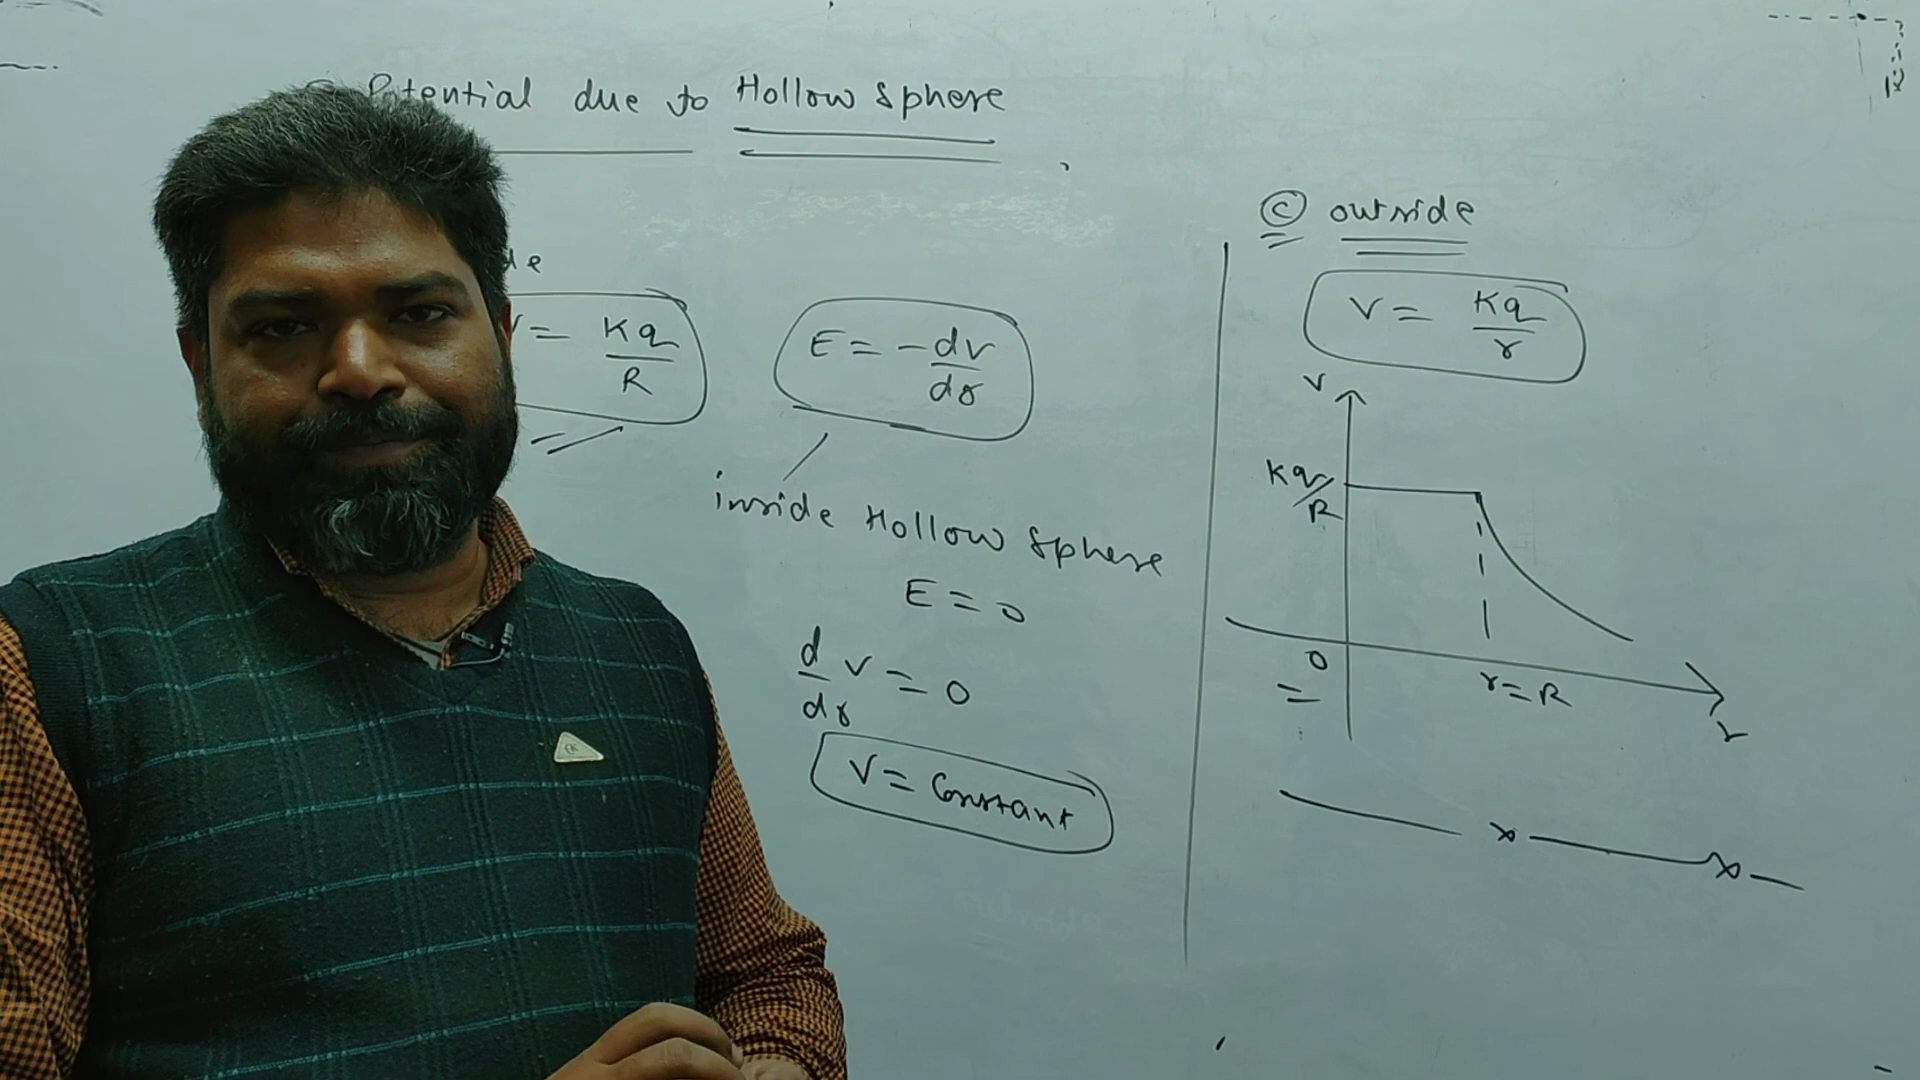 Potential due to Hollow Sphere
V = Kq/R
E = -dv/dr
inside Hollow Sphere
E = 0
d/dr V = 0
V = Constant
© outside
V = Kq/r
V
Kq/R
0
r = R
r